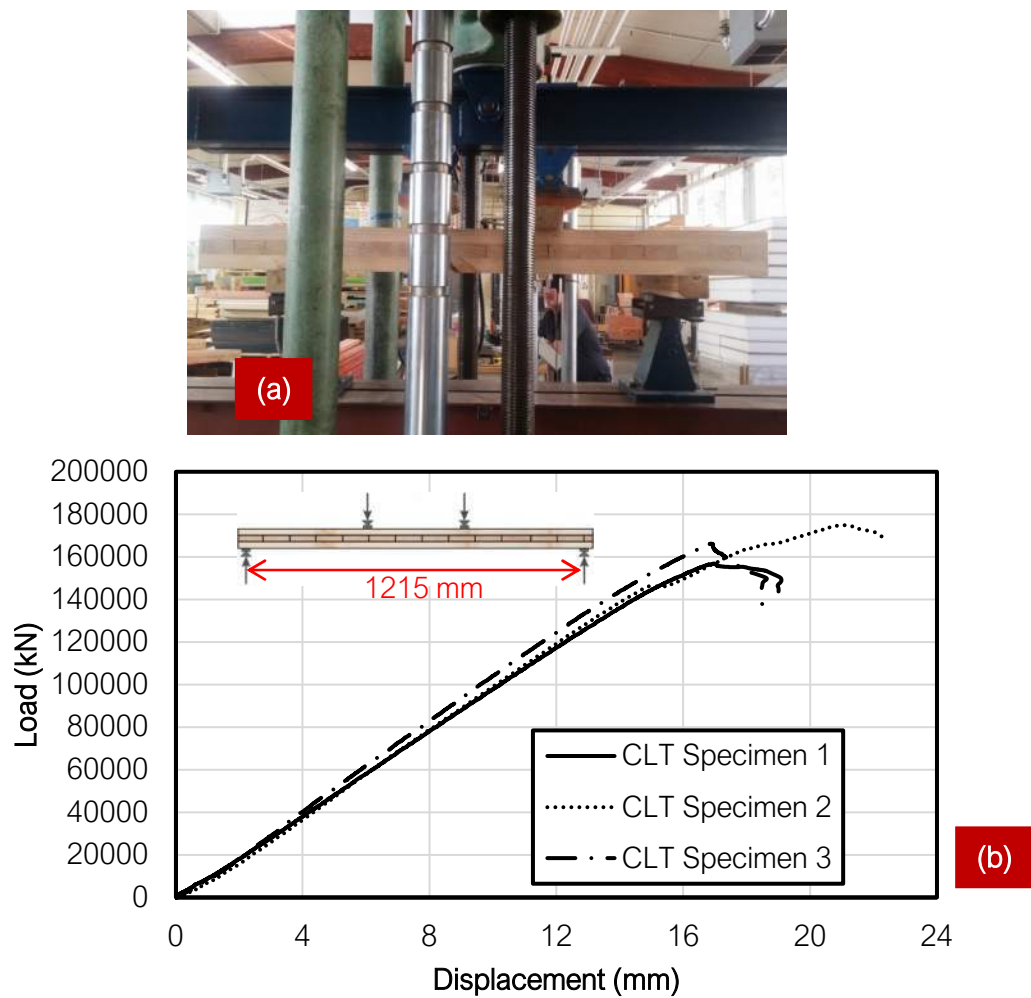 (a)
200000
180000
160000
140000
120000
100000
80000
60000
40000
20000
0
Load (kN)
1215 mm
CLT Specimen 1
CLT Specimen 2
CLT Specimen 3
(b)
0 4 8 12 16 20 24
Displacement (mm)